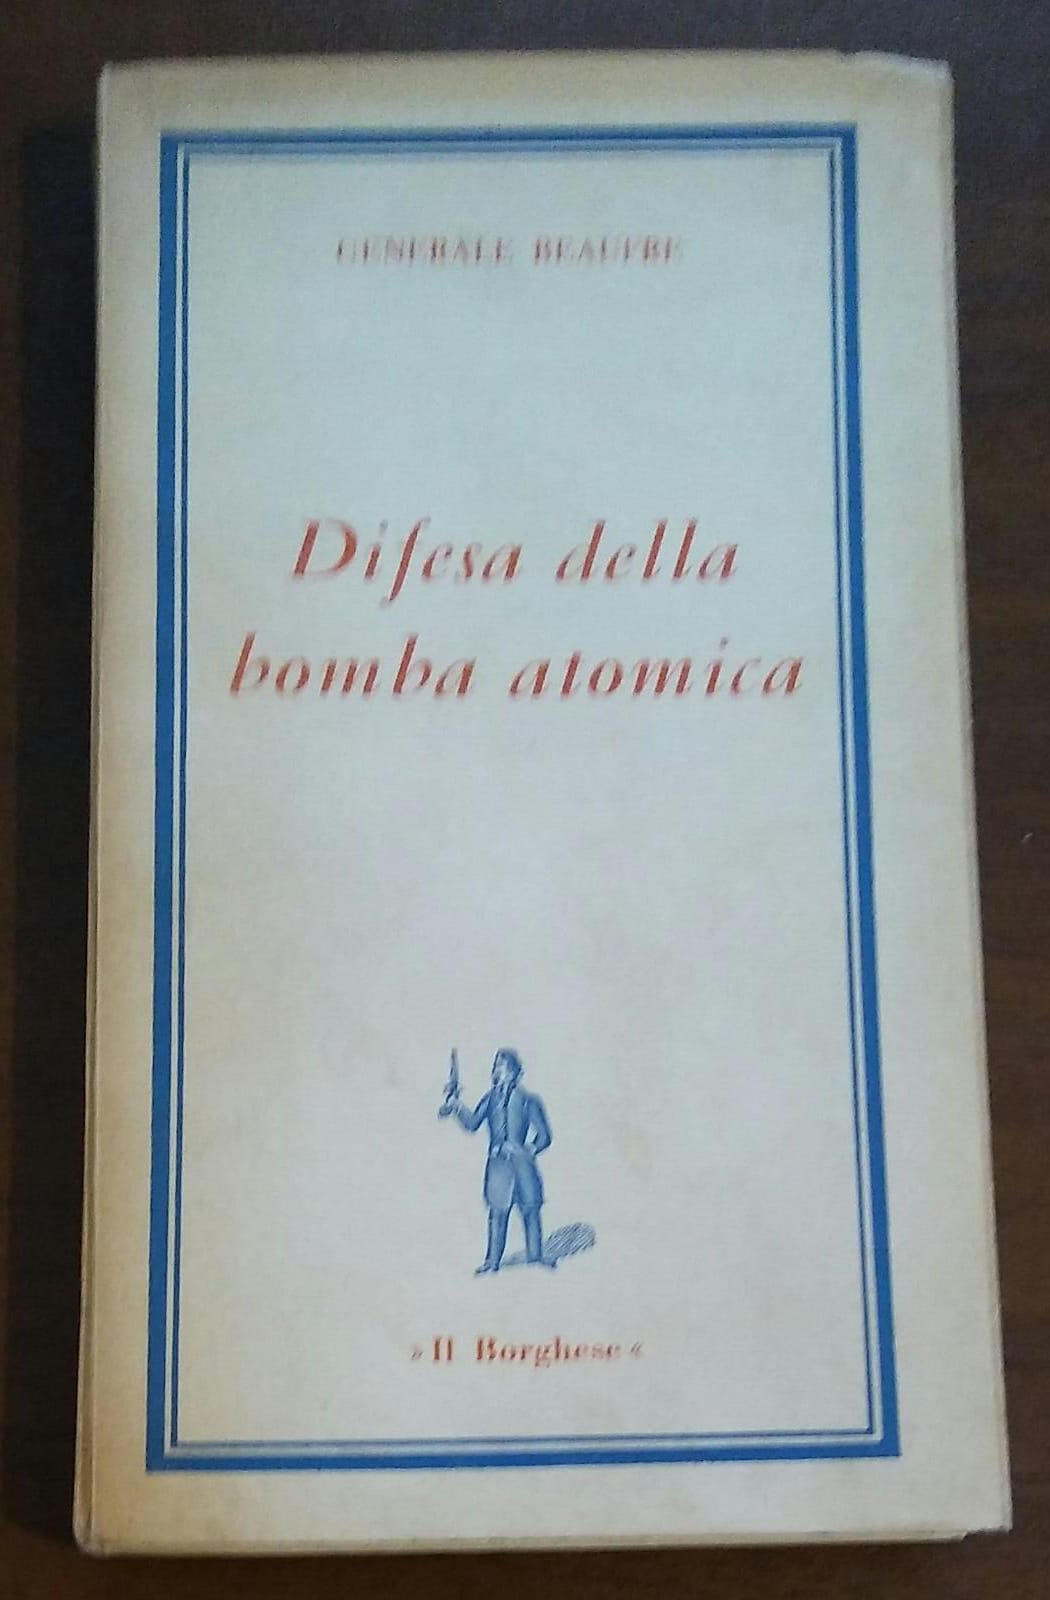 GENERALE BEAUFRE
Difesa della
bomba atomica
» Il Borghese «